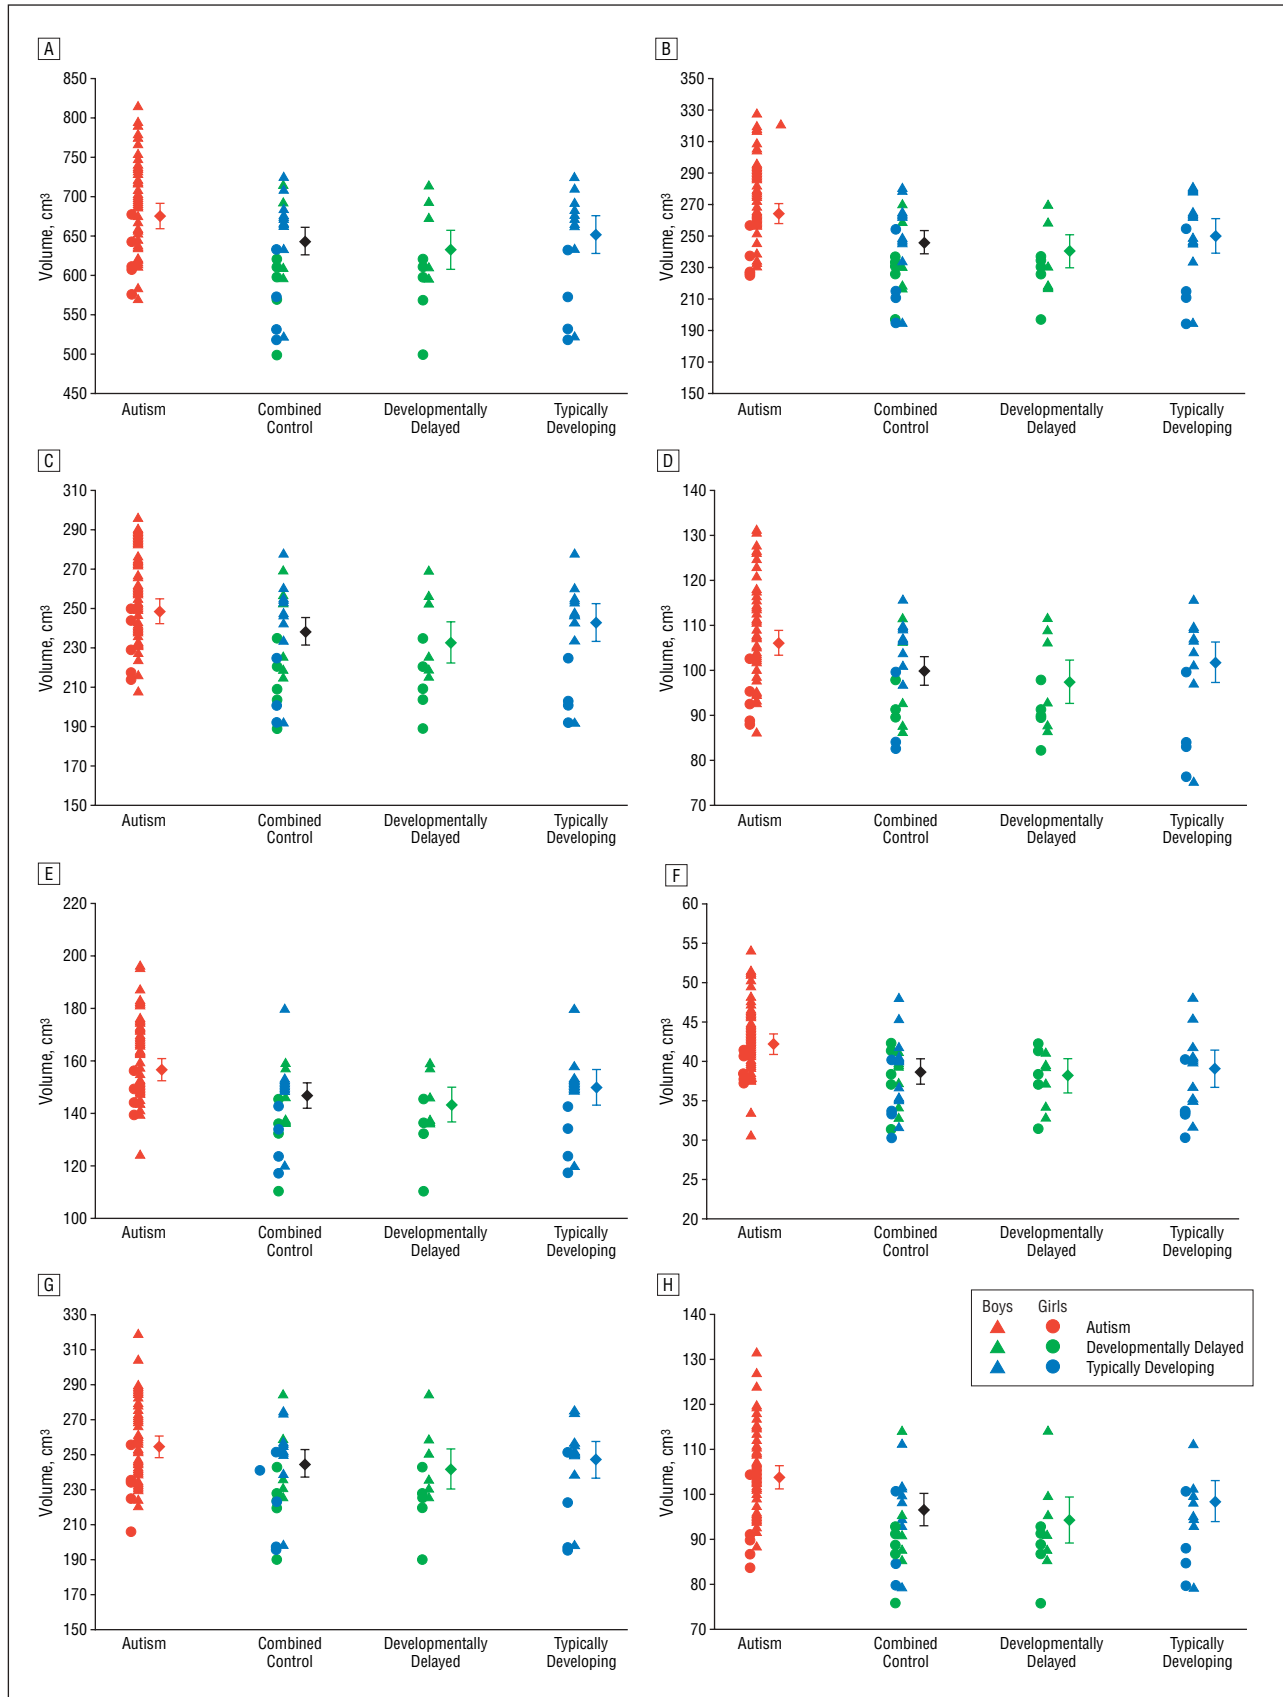 A
850
800
750
700
650
600
550
500
450
Volume, cm³
Autism
Combined
Control
Developmentally
Delayed
Typically
Developing
B
350
330
310
290
270
250
230
210
190
170
150
Volume, cm³
Autism
Combined
Control
Developmentally
Delayed
Typically
Developing
C
310
290
270
250
230
210
190
170
150
Volume, cm³
Autism
Combined
Control
Developmentally
Delayed
Typically
Developing
D
140
130
120
110
100
90
80
70
Volume, cm³
Autism
Combined
Control
Developmentally
Delayed
Typically
Developing
E
220
200
180
160
140
120
100
Volume, cm³
Autism
Combined
Control
Developmentally
Delayed
Typically
Developing
F
60
55
50
45
40
35
30
25
20
Volume, cm³
Autism
Combined
Control
Developmentally
Delayed
Typically
Developing
G
330
310
290
270
250
230
210
190
170
150
Volume, cm³
Autism
Combined
Control
Developmentally
Delayed
Typically
Developing
H
140
130
120
110
100
90
80
70
Volume, cm³
Autism
Combined
Control
Developmentally
Delayed
Typically
Developing
Boys Girls
Autism
Developmentally Delayed
Typically Developing